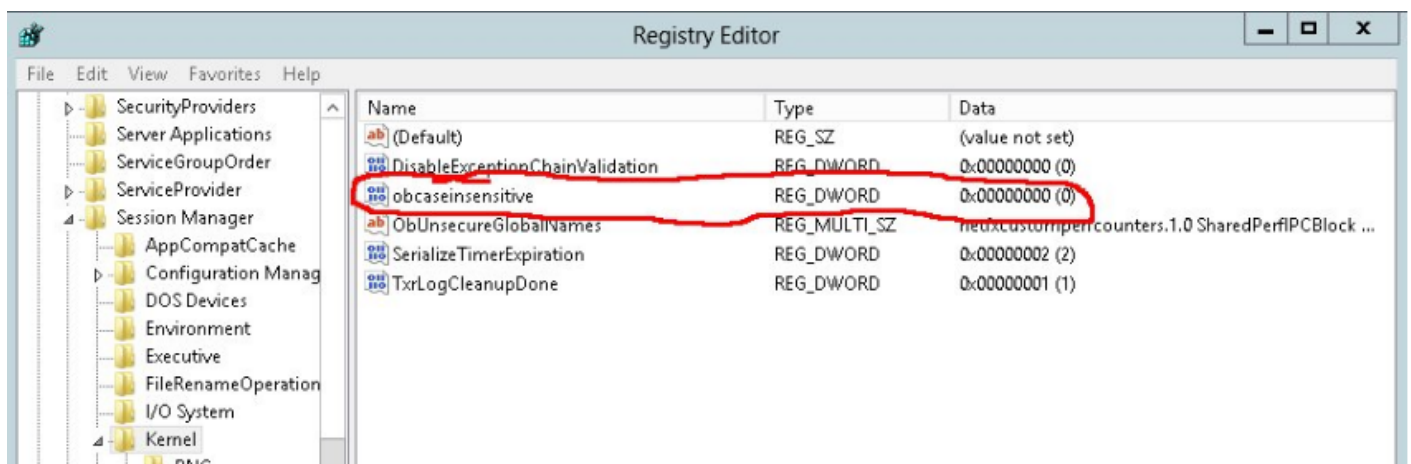 Registry Editor
File Edit View Favorites Help
SecurityProviders
Server Applications
ServiceGroupOrder
ServiceProvider
Session Manager
AppCompatCache
Configuration Manag
DOS Devices
Environment
Executive
FileRenameOperation
I/O System
Kernel
Name Type Data
(Default) REG_SZ (value not set)
DisableExceptionChainValidation REG_DWORD 0x00000000 (0)
obcaseinsensitive REG_DWORD 0x00000000 (0)
ObUnsecureGlobalNames REG_MULTI_SZ netfxcustomperfcounters.1.0 SharedPerfIPCBlock ...
SerializeTimerExpiration REG_DWORD 0x00000002 (2)
TxrLogCleanupDone REG_DWORD 0x00000001 (1)